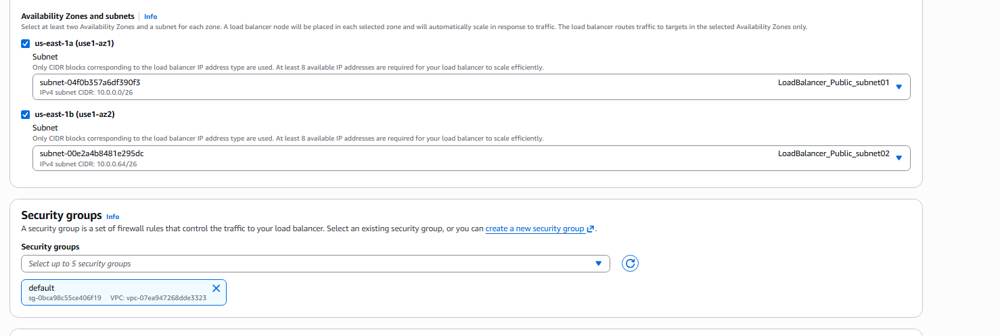 Availability Zones and subnets | Info
Select at least two Availability Zones and a subnet for each zone. A load balancer node will be placed in each selected zone and will automatically scale in response to traffic. The load balancer routes traffic to targets in the selected Availability Zones only.
us-east-1a (use1-az1)
Subnet
Only CIDR blocks corresponding to the load balancer IP address type are used. At least 8 available IP addresses are required for your load balancer to scale efficiently.
subnet-04f0b357a6df390f3 LoadBalancer_Public_subnet01
IPv4 subnet CIDR: 10.0.0.0/26
us-east-1b (use1-az2)
Subnet
Only CIDR blocks corresponding to the load balancer IP address type are used. At least 8 available IP addresses are required for your load balancer to scale efficiently.
subnet-00e2a4b8481e295dc LoadBalancer_Public_subnet02
IPv4 subnet CIDR: 10.0.0.64/26
Security groups Info
A security group is a set of firewall rules that control the traffic to your load balancer. Select an existing security group, or you can create a new security group.
Security groups
Select up to 5 security groups
default
sg-0bca98c55ce406f19 VPC: vpc-07ea947268dde3323